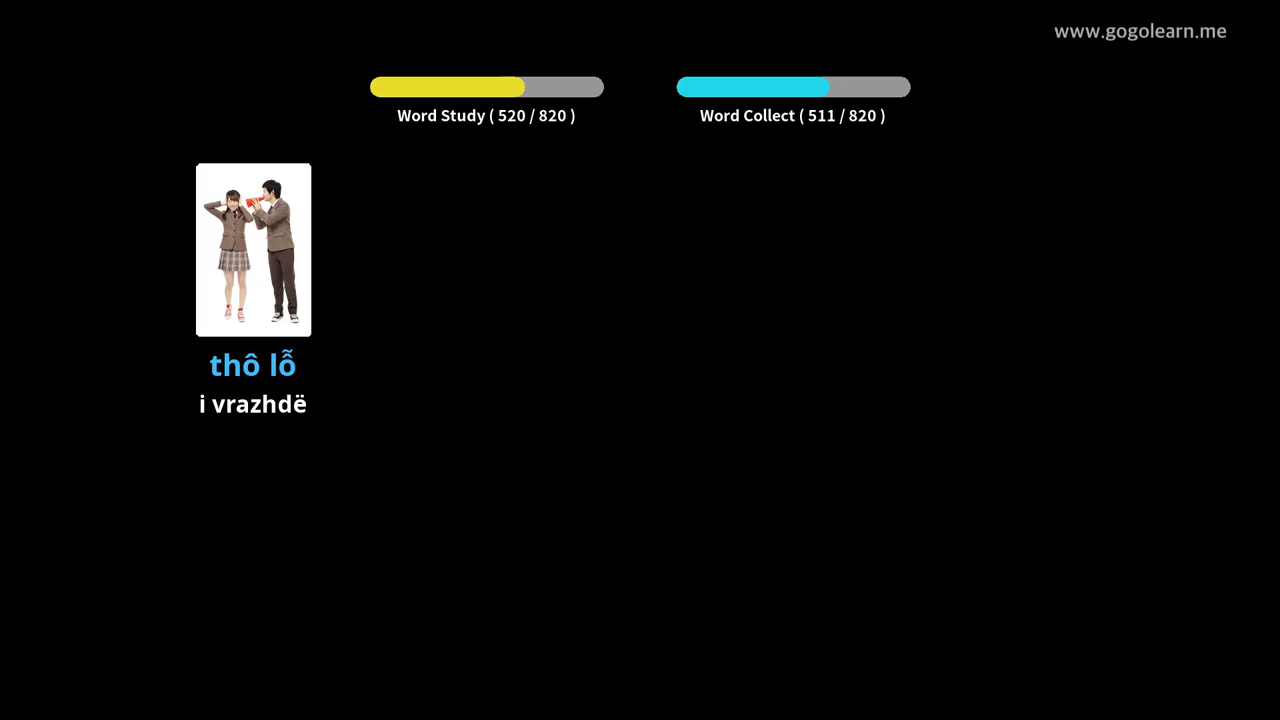 www.gogolearn.me
Word Study ( 520 / 820 )
Word Collect ( 511 / 820 )
thô lỗ
i vrazhdë